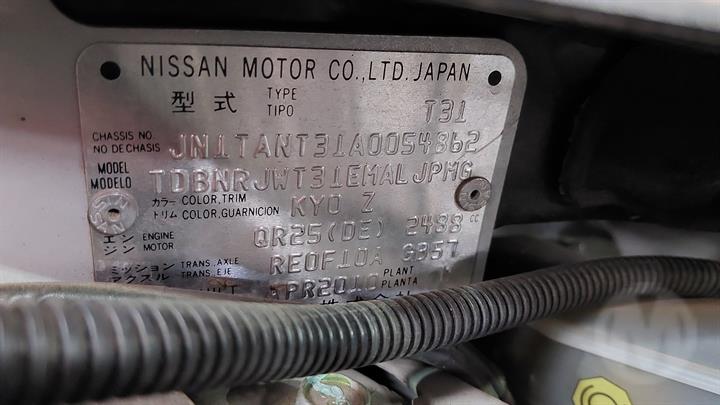 NISSAN MOTOR CO.,LTD. JAPAN
型式 TYPE TIPO T31
CHASSIS NO. NO DE CHASIS JN1TANT31A0054862
MODEL MODELO TDBNRJWT31EMALJPMG
カラー トリム COLOR, TRIM COLOR, GUARNICION KY0 Z
エンジン ENGINE MOTOR QR25(DE) 2488 CC
ミッション アクスル TRANS., AXLE TRANS., EJE RE0F10A GB57
PLANT PLANTA PR2010